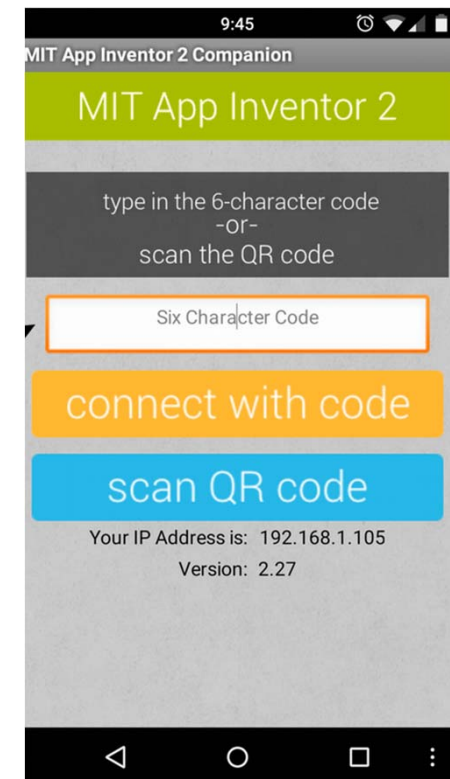 9:45
MIT App Inventor 2 Companion
MIT App Inventor 2
type in the 6-character code
-or-
scan the QR code
Six Character Code
connect with code
scan QR code
Your IP Address is: 192.168.1.105
Version: 2.27